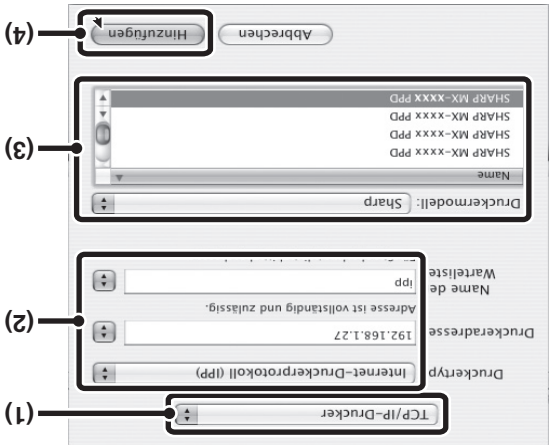 TCP/IP-Drucker
(1)
Druckertyp Internet-Druckerprotokoll (IPP)
Druckeradresse 192.168.1.27
Adresse ist vollständig und zulässig.
(2)
Name de
Warteliste
ipp
Druckermodell: Sharp
Name
SHARP MX-xxxx PPD
SHARP MX-xxxx PPD
SHARP MX-xxxx PPD
SHARP MX-xxxx PPD
(3)
Abbrechen
Hinzufügen
(4)